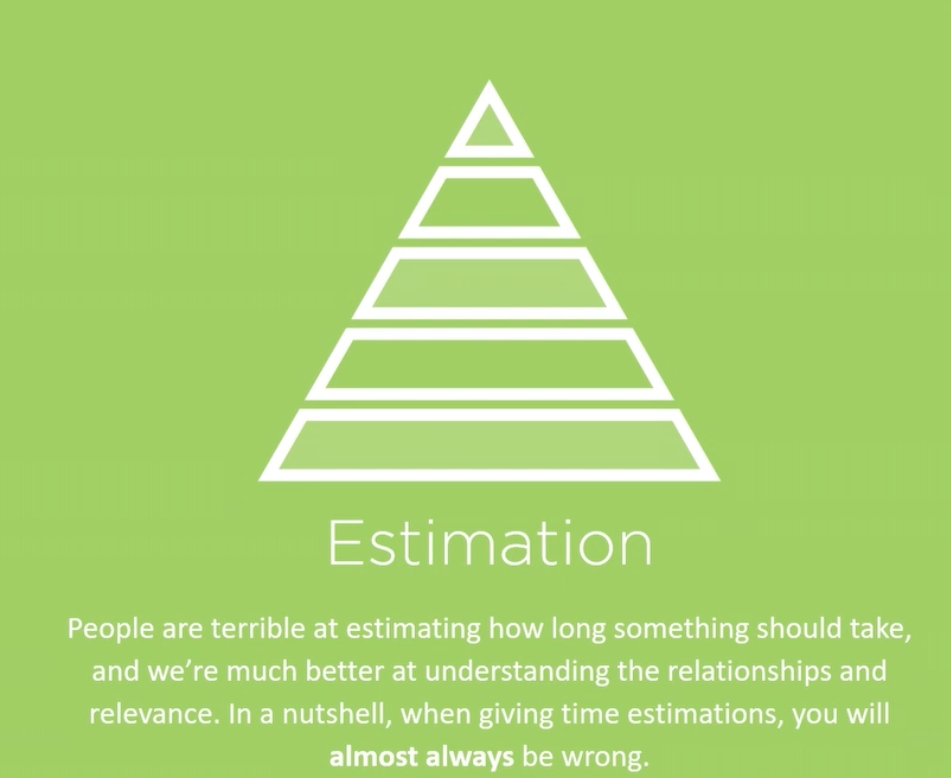 Estimation
People are terrible at estimating how long something should take,
and we’re much better at understanding the relationships and
relevance. In a nutshell, when giving time estimations, you will
almost always be wrong.